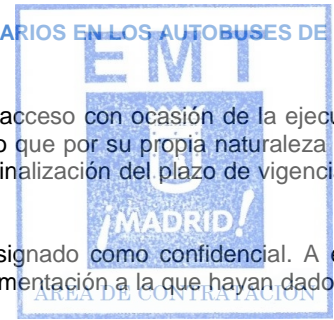 ARIOS EN LOS AUTOBUSES DE
EMT
acceso con ocasión de la ejecu
o que por su propia naturaleza
inalización del plazo de vigenci
¡MADRID!
signado como confidencial. A e
mentación a la que hayan dado
AREA DE CONTRATACIÓN